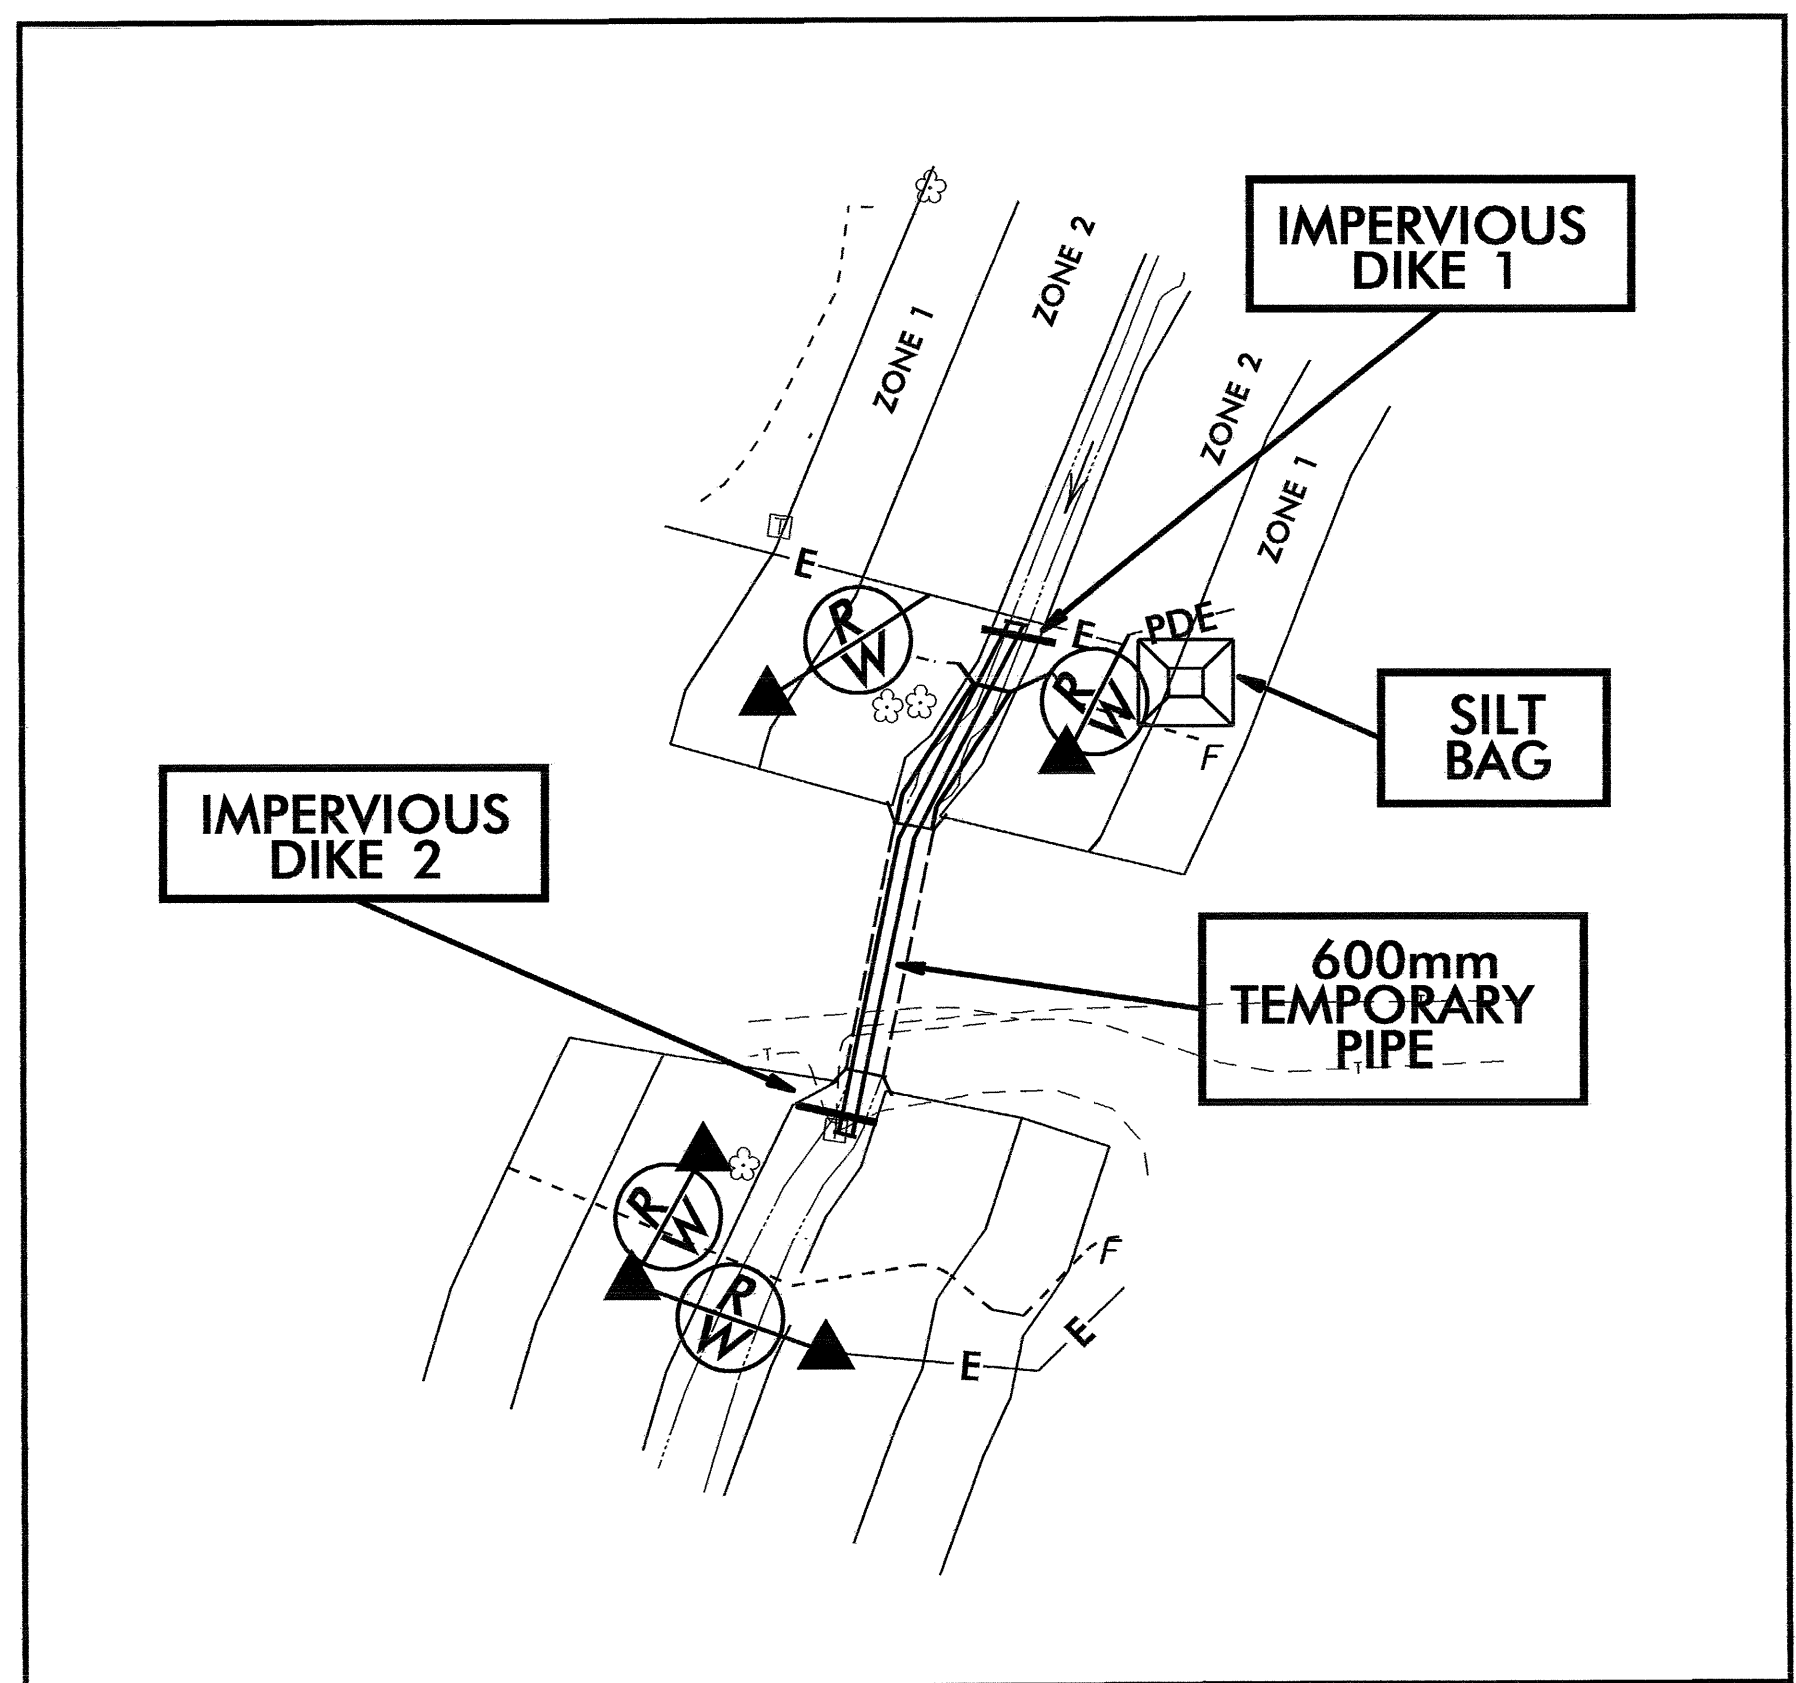 IMPERVIOUS
DIKE 1
ZONE 2
ZONE 1
ZONE 2
ZONE 1
T
E
R
W
E
PDE
R
W
F
SILT
BAG
IMPERVIOUS
DIKE 2
600mm
TEMPORARY
PIPE
T
T
R
W
R
W
F
E
E